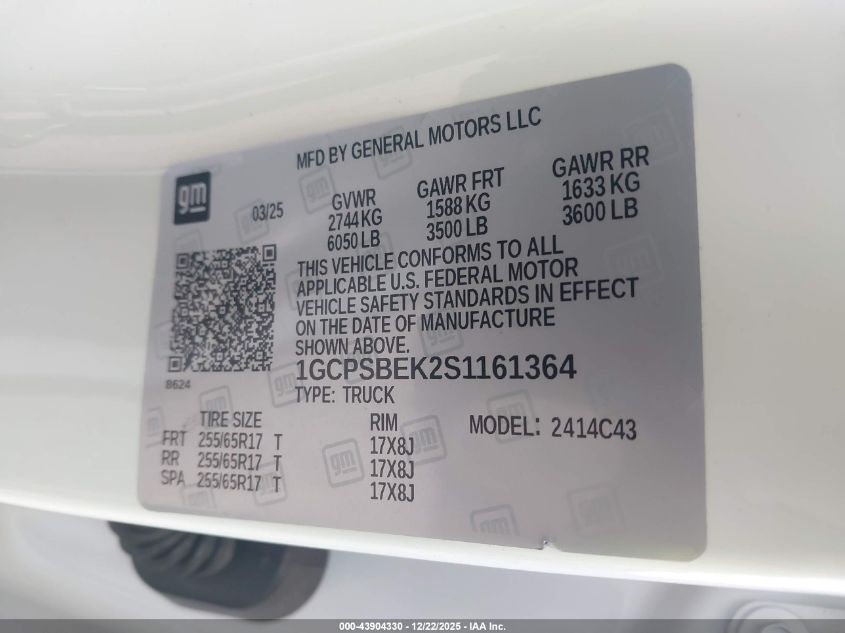 MFD BY GENERAL MOTORS LLC
gm
03/25
GVWR
2744 KG
6050 LB
GAWR FRT
1588 KG
3500 LB
GAWR RR
1633 KG
3600 LB
THIS VEHICLE CONFORMS TO ALL
APPLICABLE U.S. FEDERAL MOTOR
VEHICLE SAFETY STANDARDS IN EFFECT
ON THE DATE OF MANUFACTURE
SHOWN ABOVE.
8624
1GCPSBEK2S1161364
TYPE: TRUCK
TIRE SIZE
RIM
MODEL: 2414C43
FRT 255/65R17 T 17X8J
RR 255/65R17 T 17X8J
SPA 255/65R17 T 17X8J
000-43904330 - 12/22/2025 - IAA Inc.